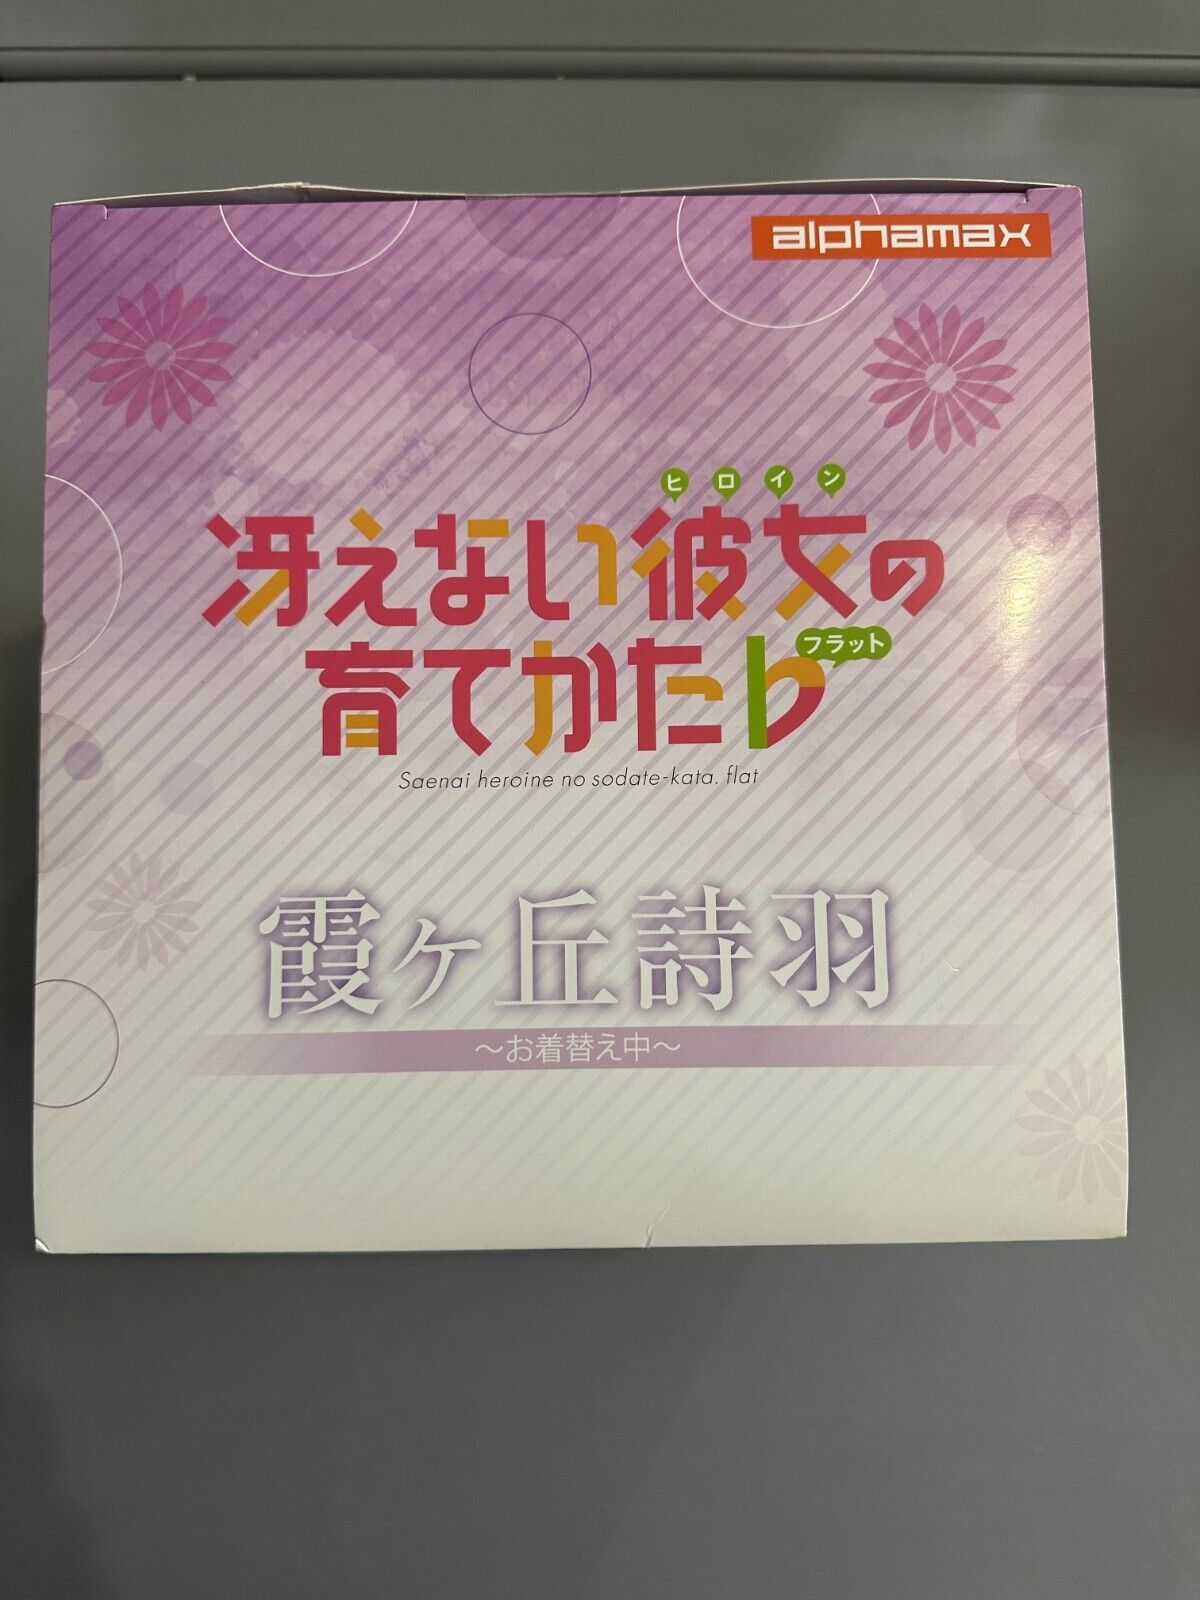 alphamax
ヒロイン
冴えない彼女の
フラット
育てかた♭
Saenai heroine no sodate-kata. flat
霞ヶ丘詩羽
～お着替え中～